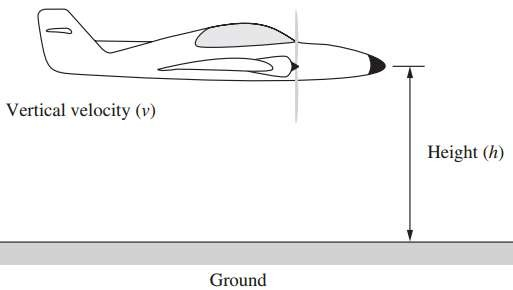 Vertical velocity (v)
Height (h)
Ground